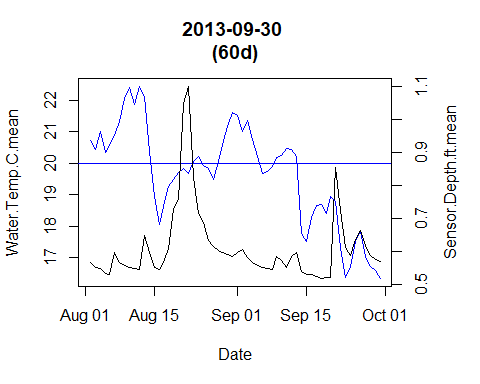 2013-09-30
(60d)
Water.Temp.C.mean
22
21
20
19
18
17
Sensor.Depth.ft.mean
1.1
0.9
0.7
0.5
Aug 01
Aug 15
Sep 01
Sep 15
Oct 01
Date